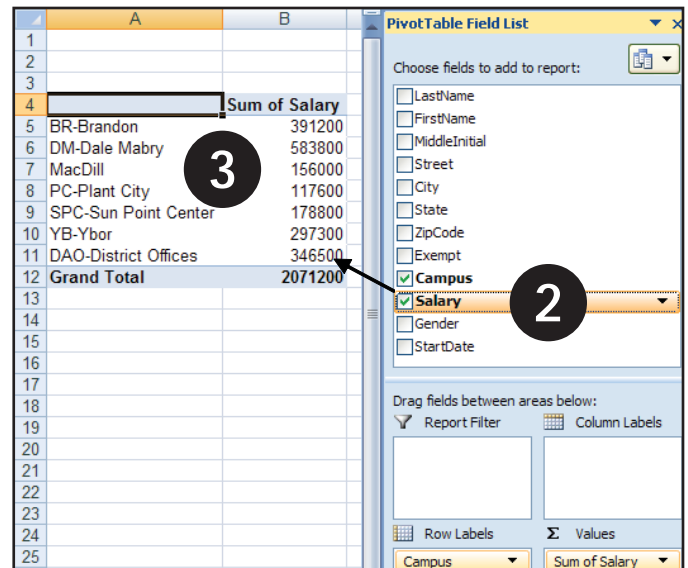 A B
1
2
3
4 Sum of Salary
5 BR-Brandon 391200
6 DM-Dale Mabry 583800
7 MacDill 156000
8 PC-Plant City 117600
9 SPC-Sun Point Center 178800
10 YB-Ybor 297300
11 DAO-District Offices 346500
12 Grand Total 2071200
13
14
15
16
17
18
19
20
21
22
23
24
25
3
PivotTable Field List
Choose fields to add to report:
LastName
FirstName
MiddleInitial
Street
City
State
ZipCode
Exempt
Campus
Salary
Gender
StartDate
2
Drag fields between areas below:
Report Filter Column Labels
Row Labels Σ Values
Campus Sum of Salary